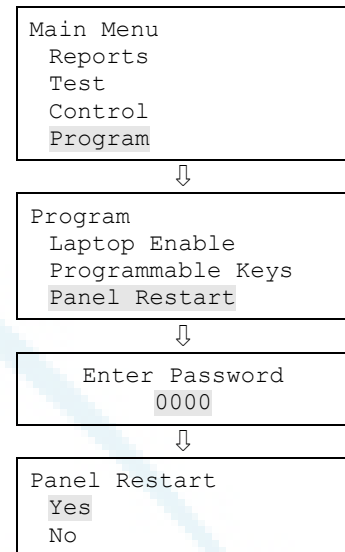 Main Menu
Reports
Test
Control
Program
⇩
Program
Laptop Enable
Programmable Keys
Panel Restart
⇩
Enter Password
0000
⇩
Panel Restart
Yes
No